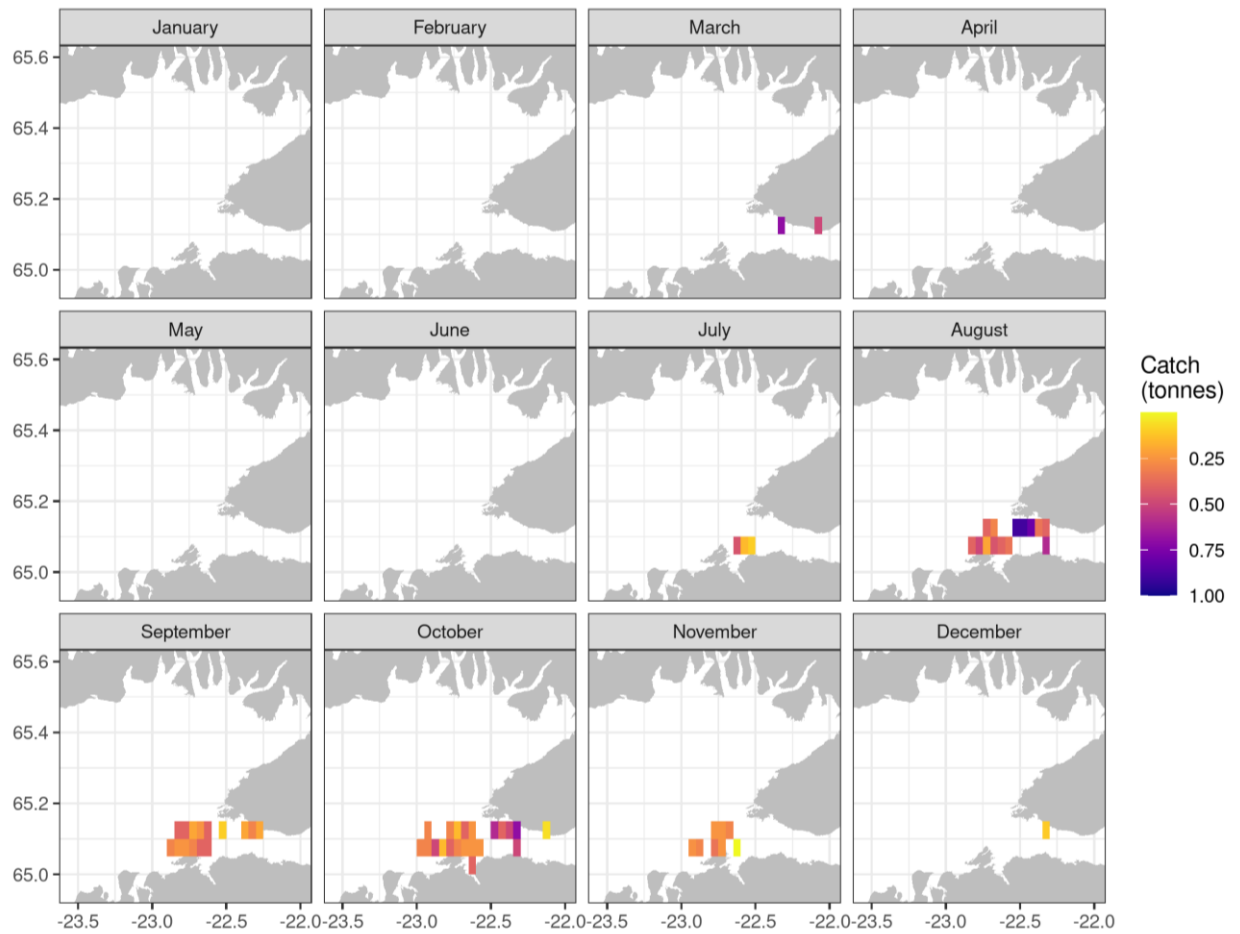 January
February
March
April
65.6
65.4
65.2
65.0
May
June
July
August
65.6
65.4
65.2
65.0
Catch
(tonnes)
0.25
0.50
0.75
1.00
September
October
November
December
65.6
65.4
65.2
65.0
-23.5 -23.0 -22.5 -22.0 -23.5 -23.0 -22.5 -22.0 -23.5 -23.0 -22.5 -22.0 -23.5 -23.0 -22.5 -22.0